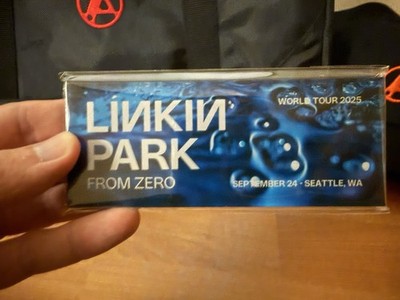 WORLD TOUR 2025
LINKIN
PARK
FROM ZERO
SEPTEMBER 24 - SEATTLE, WA